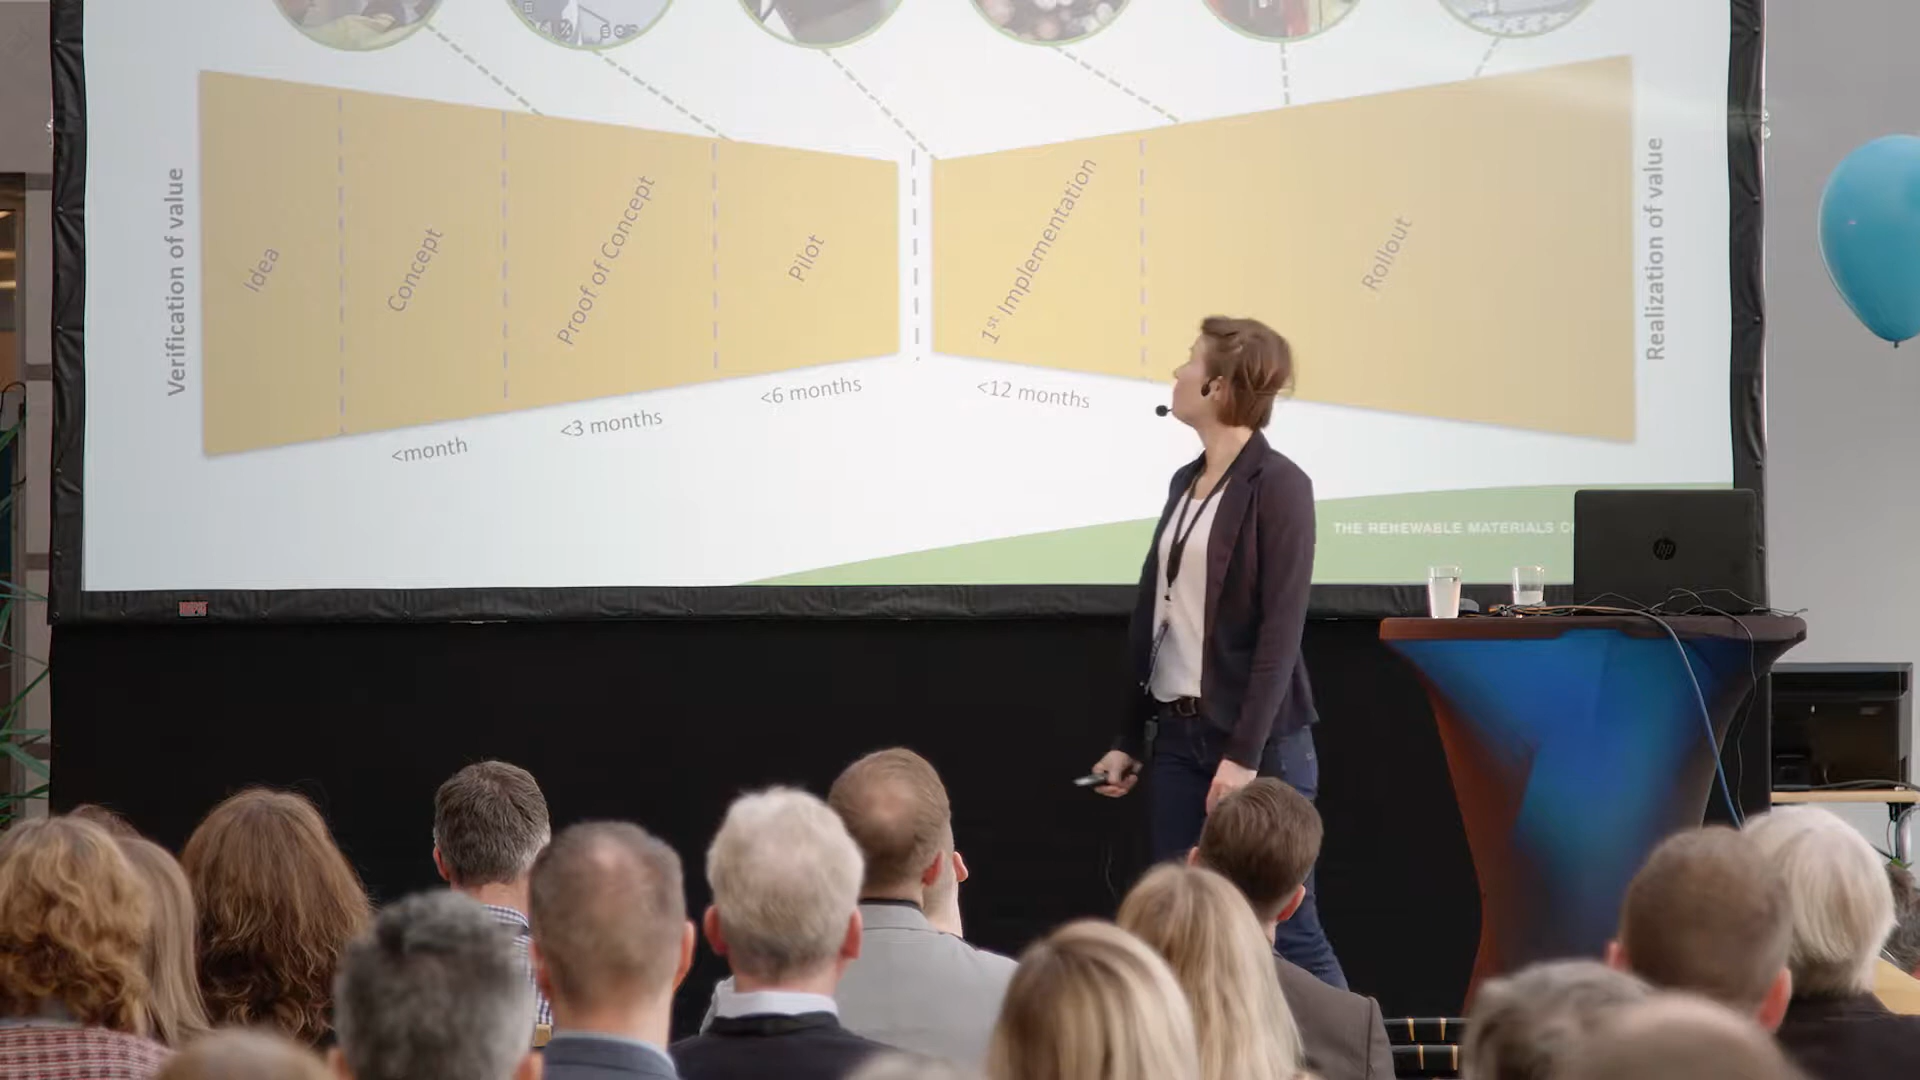 Verification of value
Idea
Concept
Proof of Concept
Pilot
1st Implementation
Rollout
Realization of value
<month
<3 months
<6 months
<12 months
THE RENEWABLE MATERIALS
hp